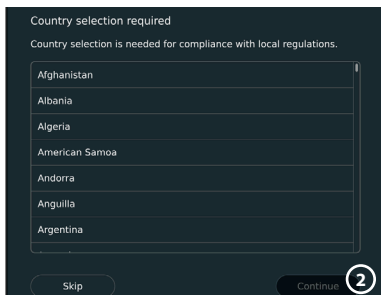 Country selection required
Country selection is needed for compliance with local regulations.
Afghanistan
Albania
Algeria
American Samoa
Andorra
Anguilla
Argentina
Skip
Continue
2